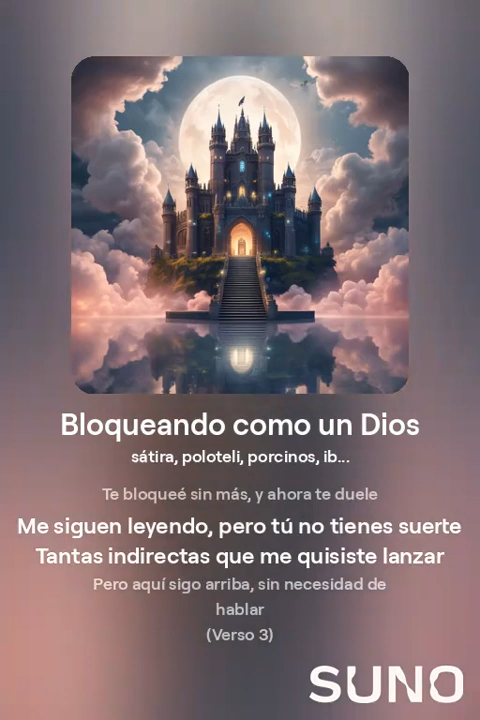 Bloqueando como un Dios
sátira, poloteli, porcinos, ib...
Te bloqueé sin más, y ahora te duele
Me siguen leyendo, pero tú no tienes suerte
Tantas indirectas que me quisiste lanzar
Pero aquí sigo arriba, sin necesidad de
hablar
(Verso 3)
SUNO